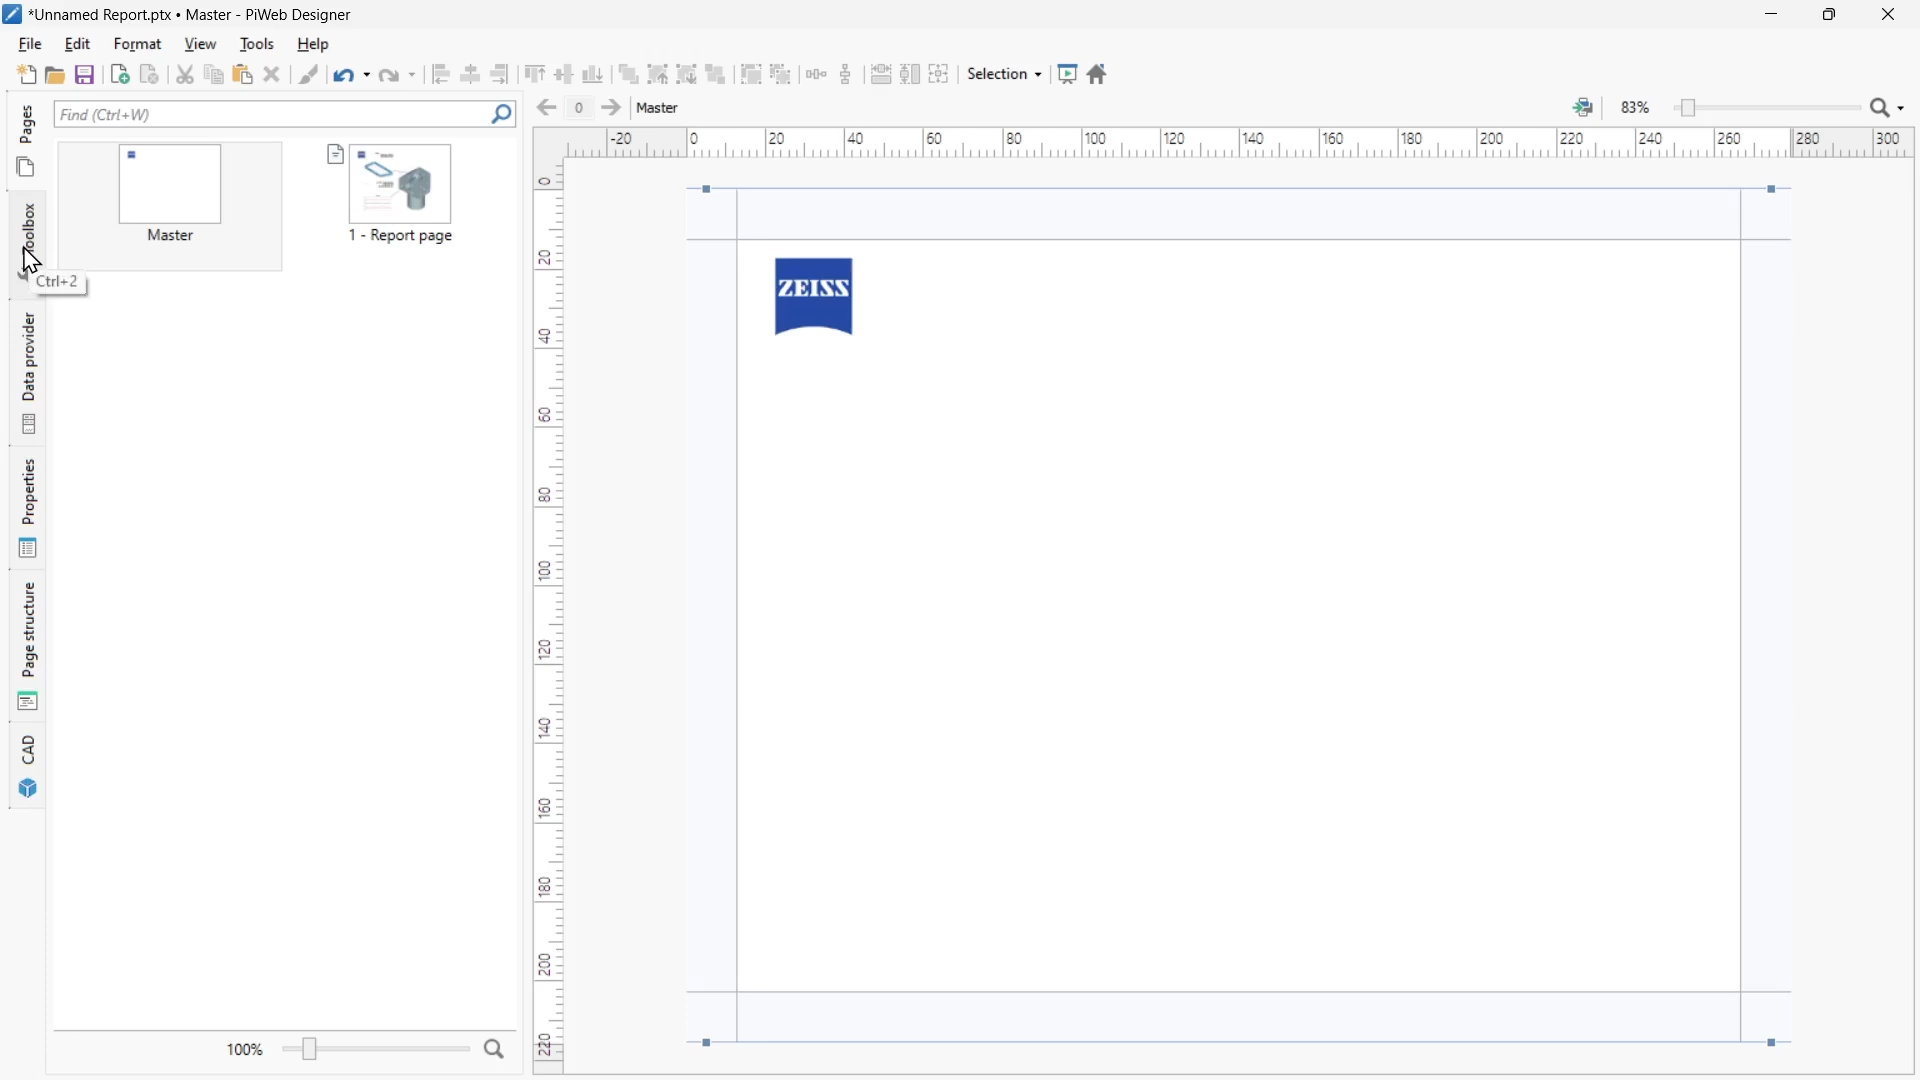 *Unnamed Report.ptx • Master - PiWeb Designer
File Edit Format View Tools Help
Selection
Pages
Find (Ctrl+W)
0 Master 83%
-20 0 20 40 60 80 100 120 140 160 180 200 220 240 260 280 300
Master
1 - Report page
Ctrl+2
Data provider
Properties
Page structure
CAD
0
20
40
60
80
100
120
140
160
180
200
220
ZEISS
100%